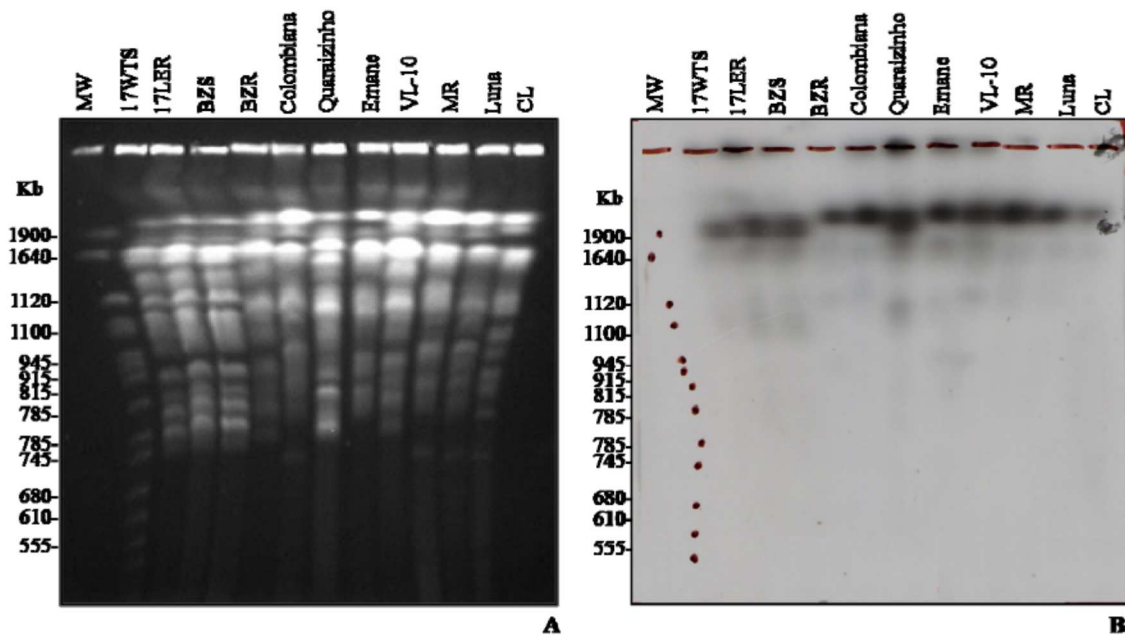 MW
17WTS
17LER
BZS
BZR
Colombiana
Quaraizinho
Ernane
VL-10
MR
Luna
CL
Kb
1900-
1640-
1120-
1100-
945-
915-
815-
785-
785-
745-
680-
610-
555-
A
MW
17WTS
17LER
BZS
BZR
Colombiana
Quaraizinho
Ernane
VL-10
MR
Luna
CL
Kb
1900-
1640-
1120-
1100-
945-
915-
815-
785-
785-
745-
680-
610-
555-
B